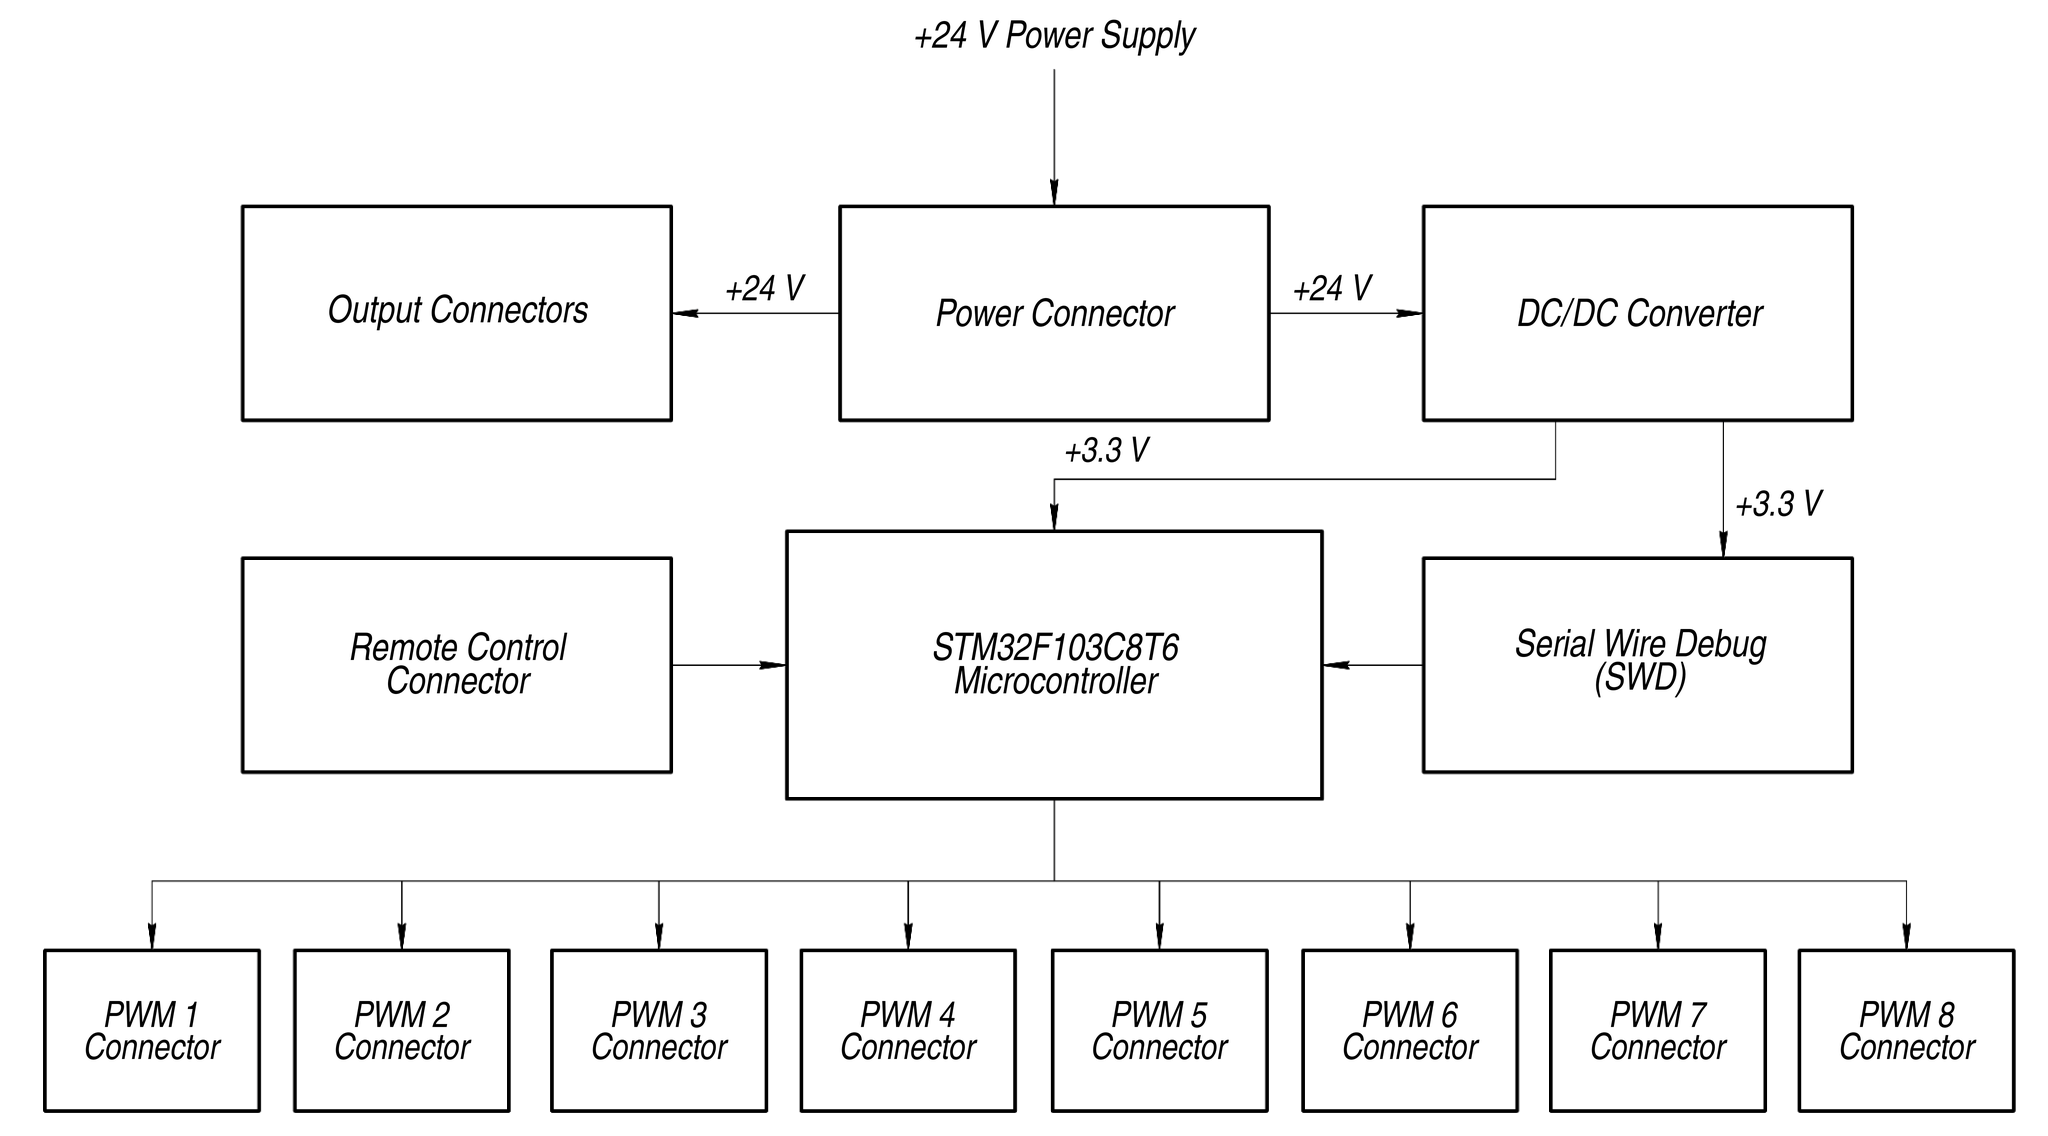 +24 V Power Supply
Output Connectors
+24 V
Power Connector
+24 V
DC/DC Converter
+3.3 V
+3.3 V
Remote Control
Connector
STM32F103C8T6
Microcontroller
Serial Wire Debug
(SWD)
PWM 1
Connector
PWM 2
Connector
PWM 3
Connector
PWM 4
Connector
PWM 5
Connector
PWM 6
Connector
PWM 7
Connector
PWM 8
Connector